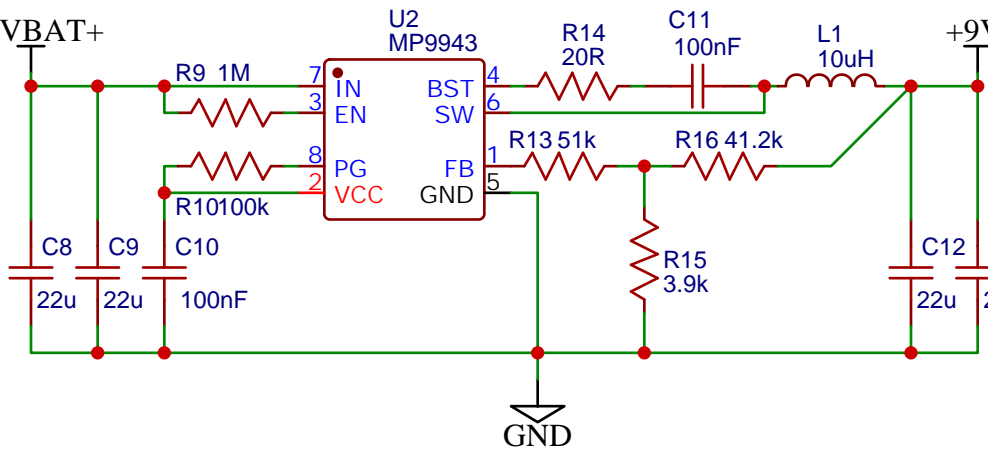 VBAT+
U2
MP9943
R14
20R
C11
100nF
L1
10uH
+9V
R9 1M
7
IN
3
EN
8
PG
2
VCC
BST
4
SW
6
FB
1
GND
5
R13 51k
R16 41.2k
R10100k
C8
22u
C9
22u
C10
100nF
R15
3.9k
C12
22u
GND